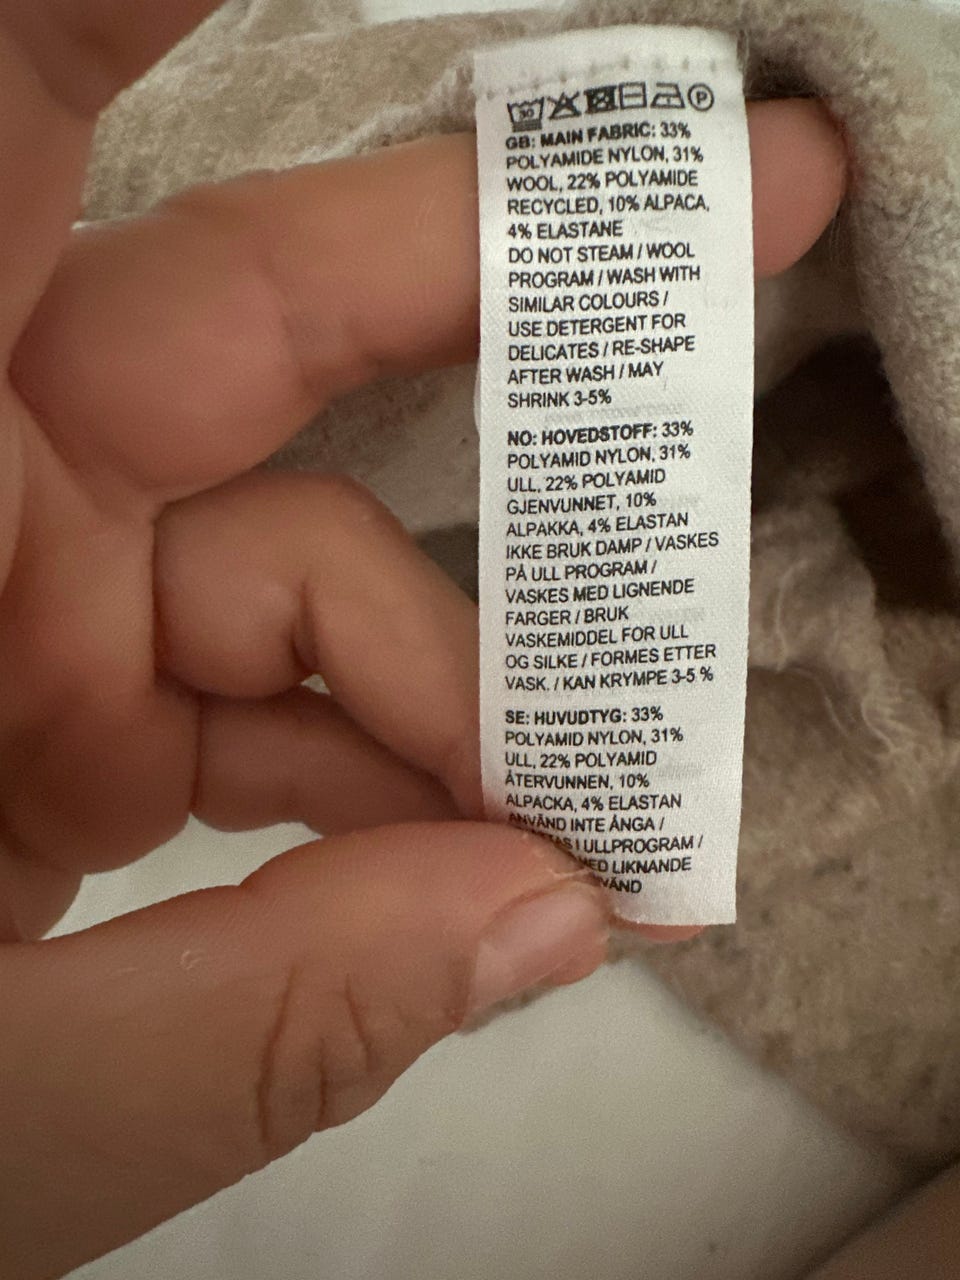 30 P
GB: MAIN FABRIC: 33%
POLYAMIDE NYLON, 31%
WOOL, 22% POLYAMIDE
RECYCLED, 10% ALPACA,
4% ELASTANE
DO NOT STEAM / WOOL
PROGRAM / WASH WITH
SIMILAR COLOURS /
USE DETERGENT FOR
DELICATES / RE-SHAPE
AFTER WASH / MAY
SHRINK 3-5%
NO: HOVEDSTOFF: 33%
POLYAMID NYLON, 31%
ULL, 22% POLYAMID
GJENVUNNET, 10%
ALPAKKA, 4% ELASTAN
IKKE BRUK DAMP / VASKES
PÅ ULL PROGRAM /
VASKES MED LIGNENDE
FARGER / BRUK
VASKEMIDDEL FOR ULL
OG SILKE / FORMES ETTER
VASK. / KAN KRYMPE 3-5 %
SE: HUVUDTYG: 33%
POLYAMID NYLON, 31%
ULL, 22% POLYAMID
ÅTERVUNNEN, 10%
ALPACKA, 4% ELASTAN
ANVÄND INTE ÅNGA /
I ULLPROGRAM /
LIKNANDE